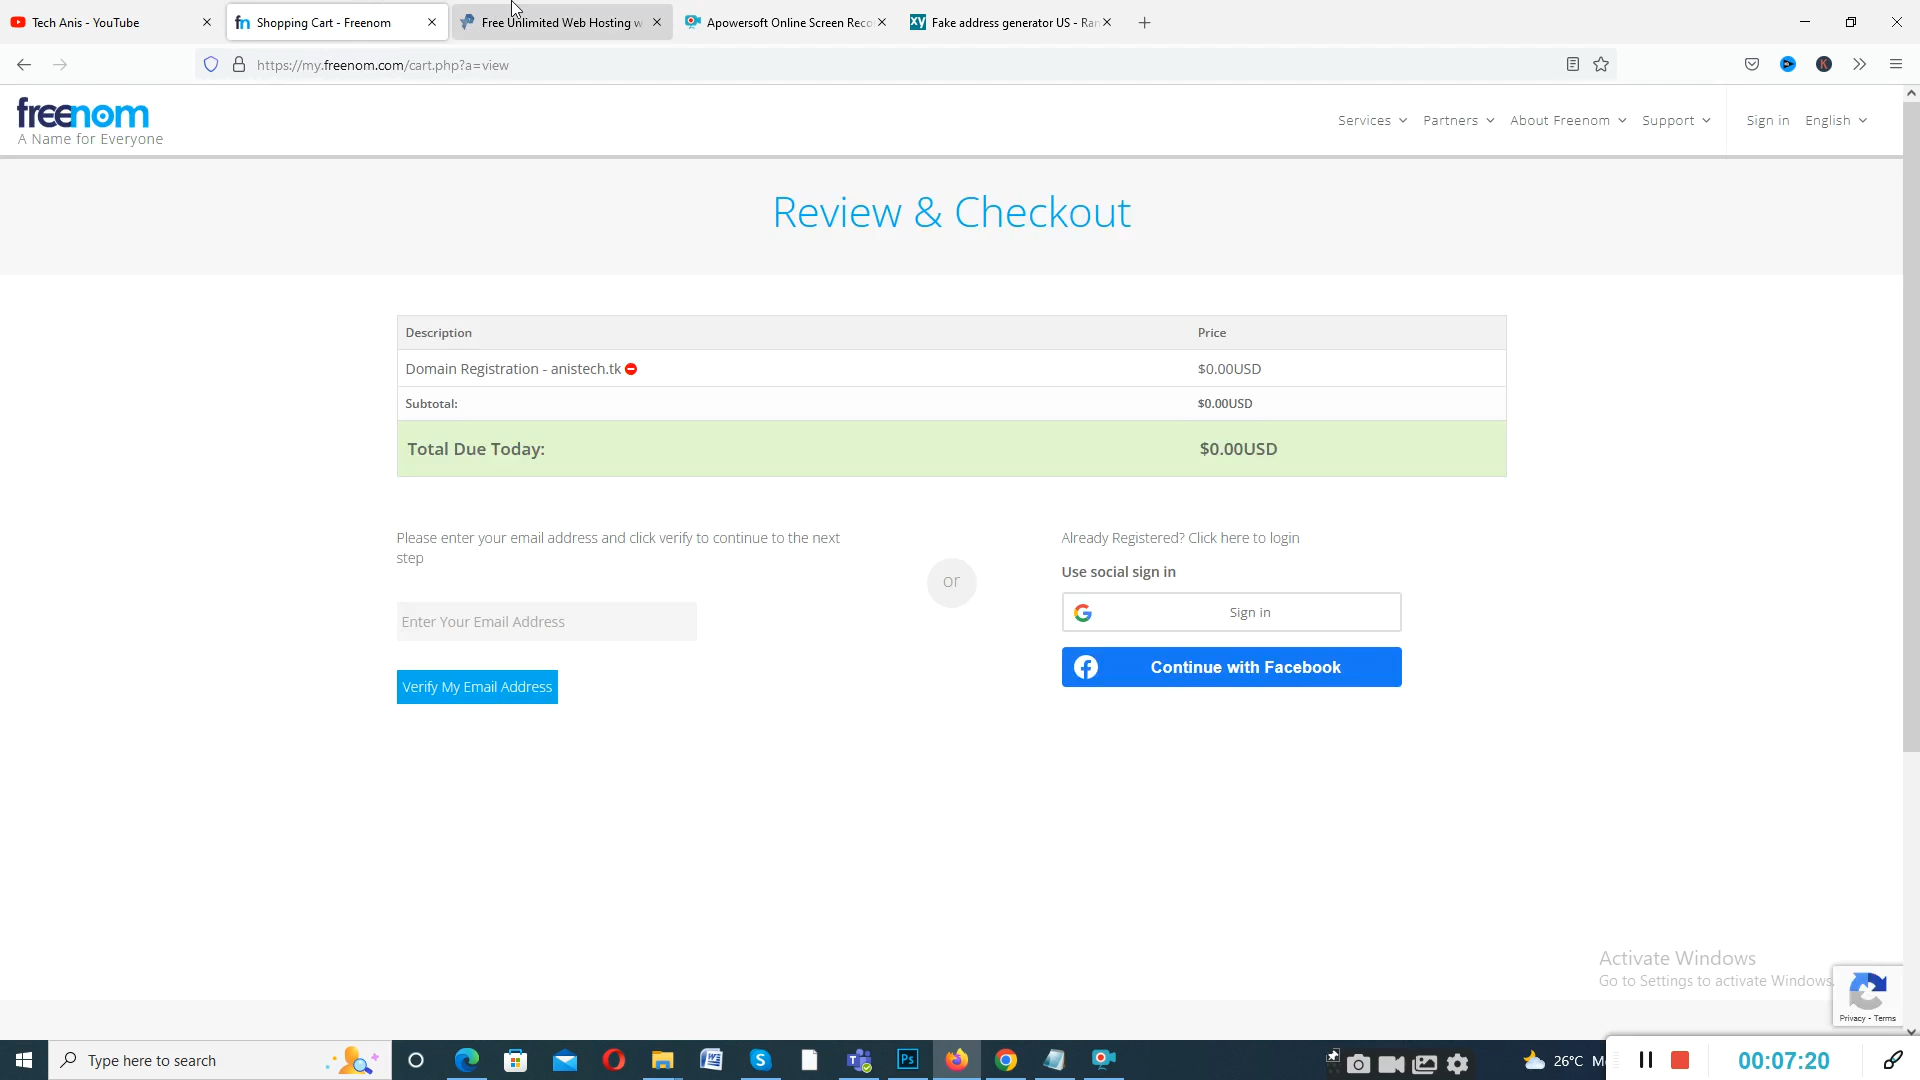 Tech Anis - YouTube
Shopping Cart - Freenom
Free Unlimited Web Hosting w
Apowersoft Online Screen Reco
Fake address generator US - Ran
https://my.freenom.com/cart.php?a=view
freenom
A Name for Everyone
Services
Partners
About Freenom
Support
Sign in
English
Review & Checkout
Description Price
Domain Registration - anistech.tk $0.00USD
Subtotal: $0.00USD
Total Due Today: $0.00USD
Please enter your email address and click verify to continue to the next
step
Enter Your Email Address
Verify My Email Address
or
Already Registered? Click here to login
Use social sign in
Sign in
Continue with Facebook
Activate Windows
Go to Settings to activate Windows.
Privacy - Terms
Type here to search
26°C
00:07:20